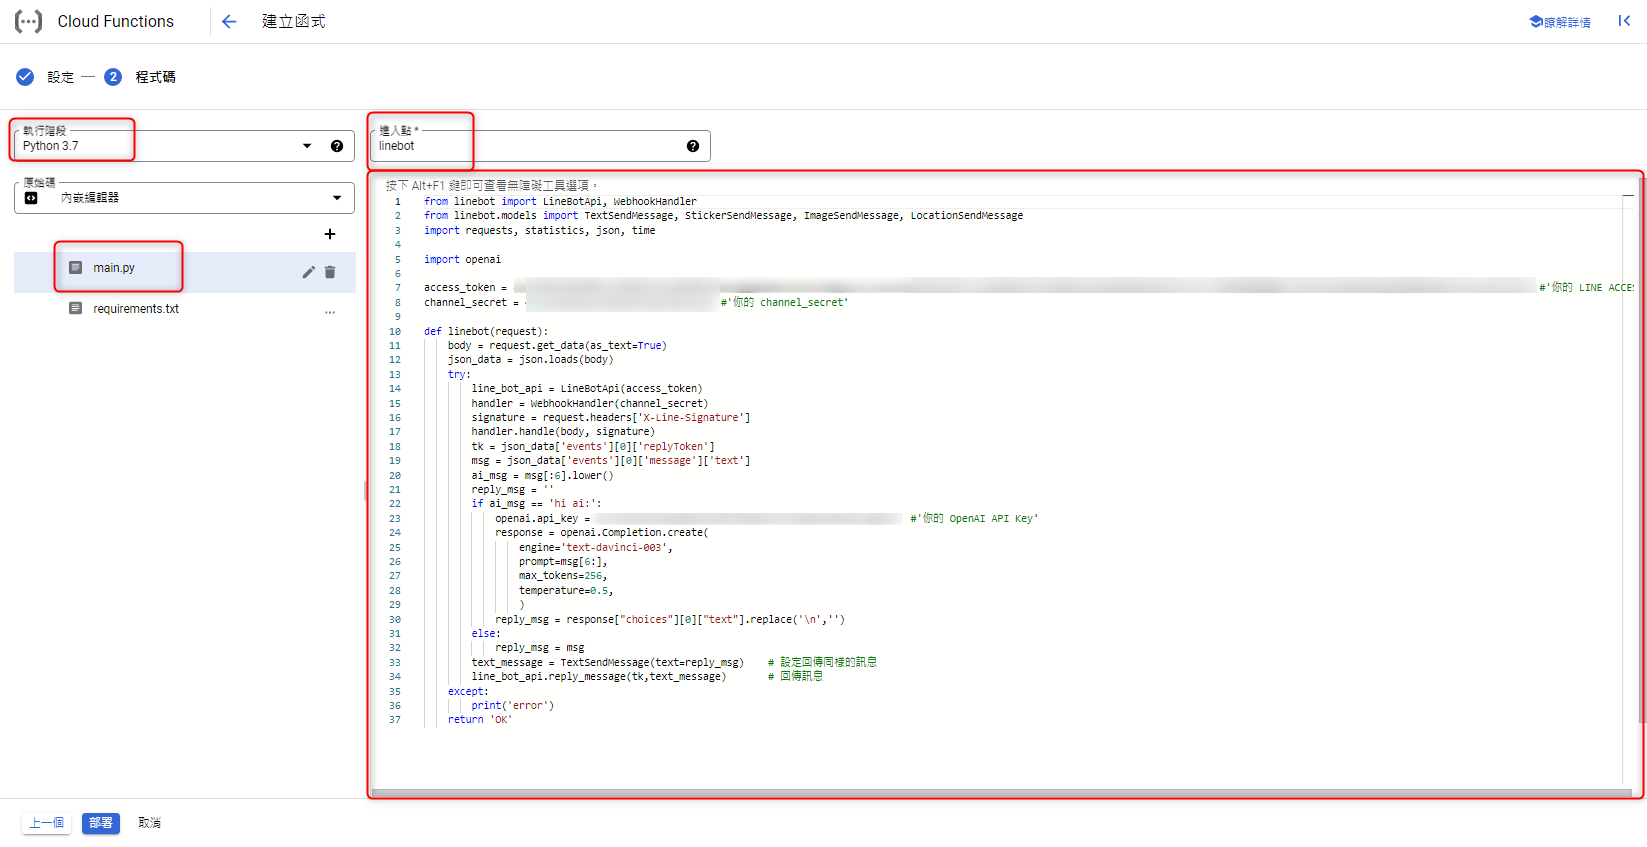 Cloud Functions
建立函式
瞭解詳情
設定
2
程式碼
執行階段
Python 3.7
進入點 *
linebot
原始碼
內嵌編輯器
main.py
requirements.txt
按下 Alt+F1 鍵即可查看無障礙工具選項。
1 from linebot import LineBotApi, WebhookHandler
2 from linebot.models import TextSendMessage, StickerSendMessage, ImageSendMessage, LocationSendMessage
3 import requests, statistics, json, time
4
5 import openai
6
7 access_token = #'你的 LINE ACCES
8 channel_secret = #'你的 channel_secret'
9
10 def linebot(request):
11 body = request.get_data(as_text=True)
12 json_data = json.loads(body)
13 try:
14 line_bot_api = LineBotApi(access_token)
15 handler = WebhookHandler(channel_secret)
16 signature = request.headers['X-Line-Signature']
17 handler.handle(body, signature)
18 tk = json_data['events'][0]['replyToken']
19 msg = json_data['events'][0]['message']['text']
20 ai_msg = msg[:6].lower()
21 reply_msg = ''
22 if ai_msg == 'hi ai:':
23 openai.api_key = #'你的 OpenAI API Key'
24 response = openai.Completion.create(
25 engine='text-davinci-003',
26 prompt=msg[6:],
27 max_tokens=256,
28 temperature=0.5,
29 )
30 reply_msg = response["choices"][0]["text"].replace('\n','')
31 else:
32 reply_msg = msg
33 text_message = TextSendMessage(text=reply_msg) # 設定回傳同樣的訊息
34 line_bot_api.reply_message(tk,text_message) # 回傳訊息
35 except:
36 print('error')
37 return 'OK'
上一個
部署
取消